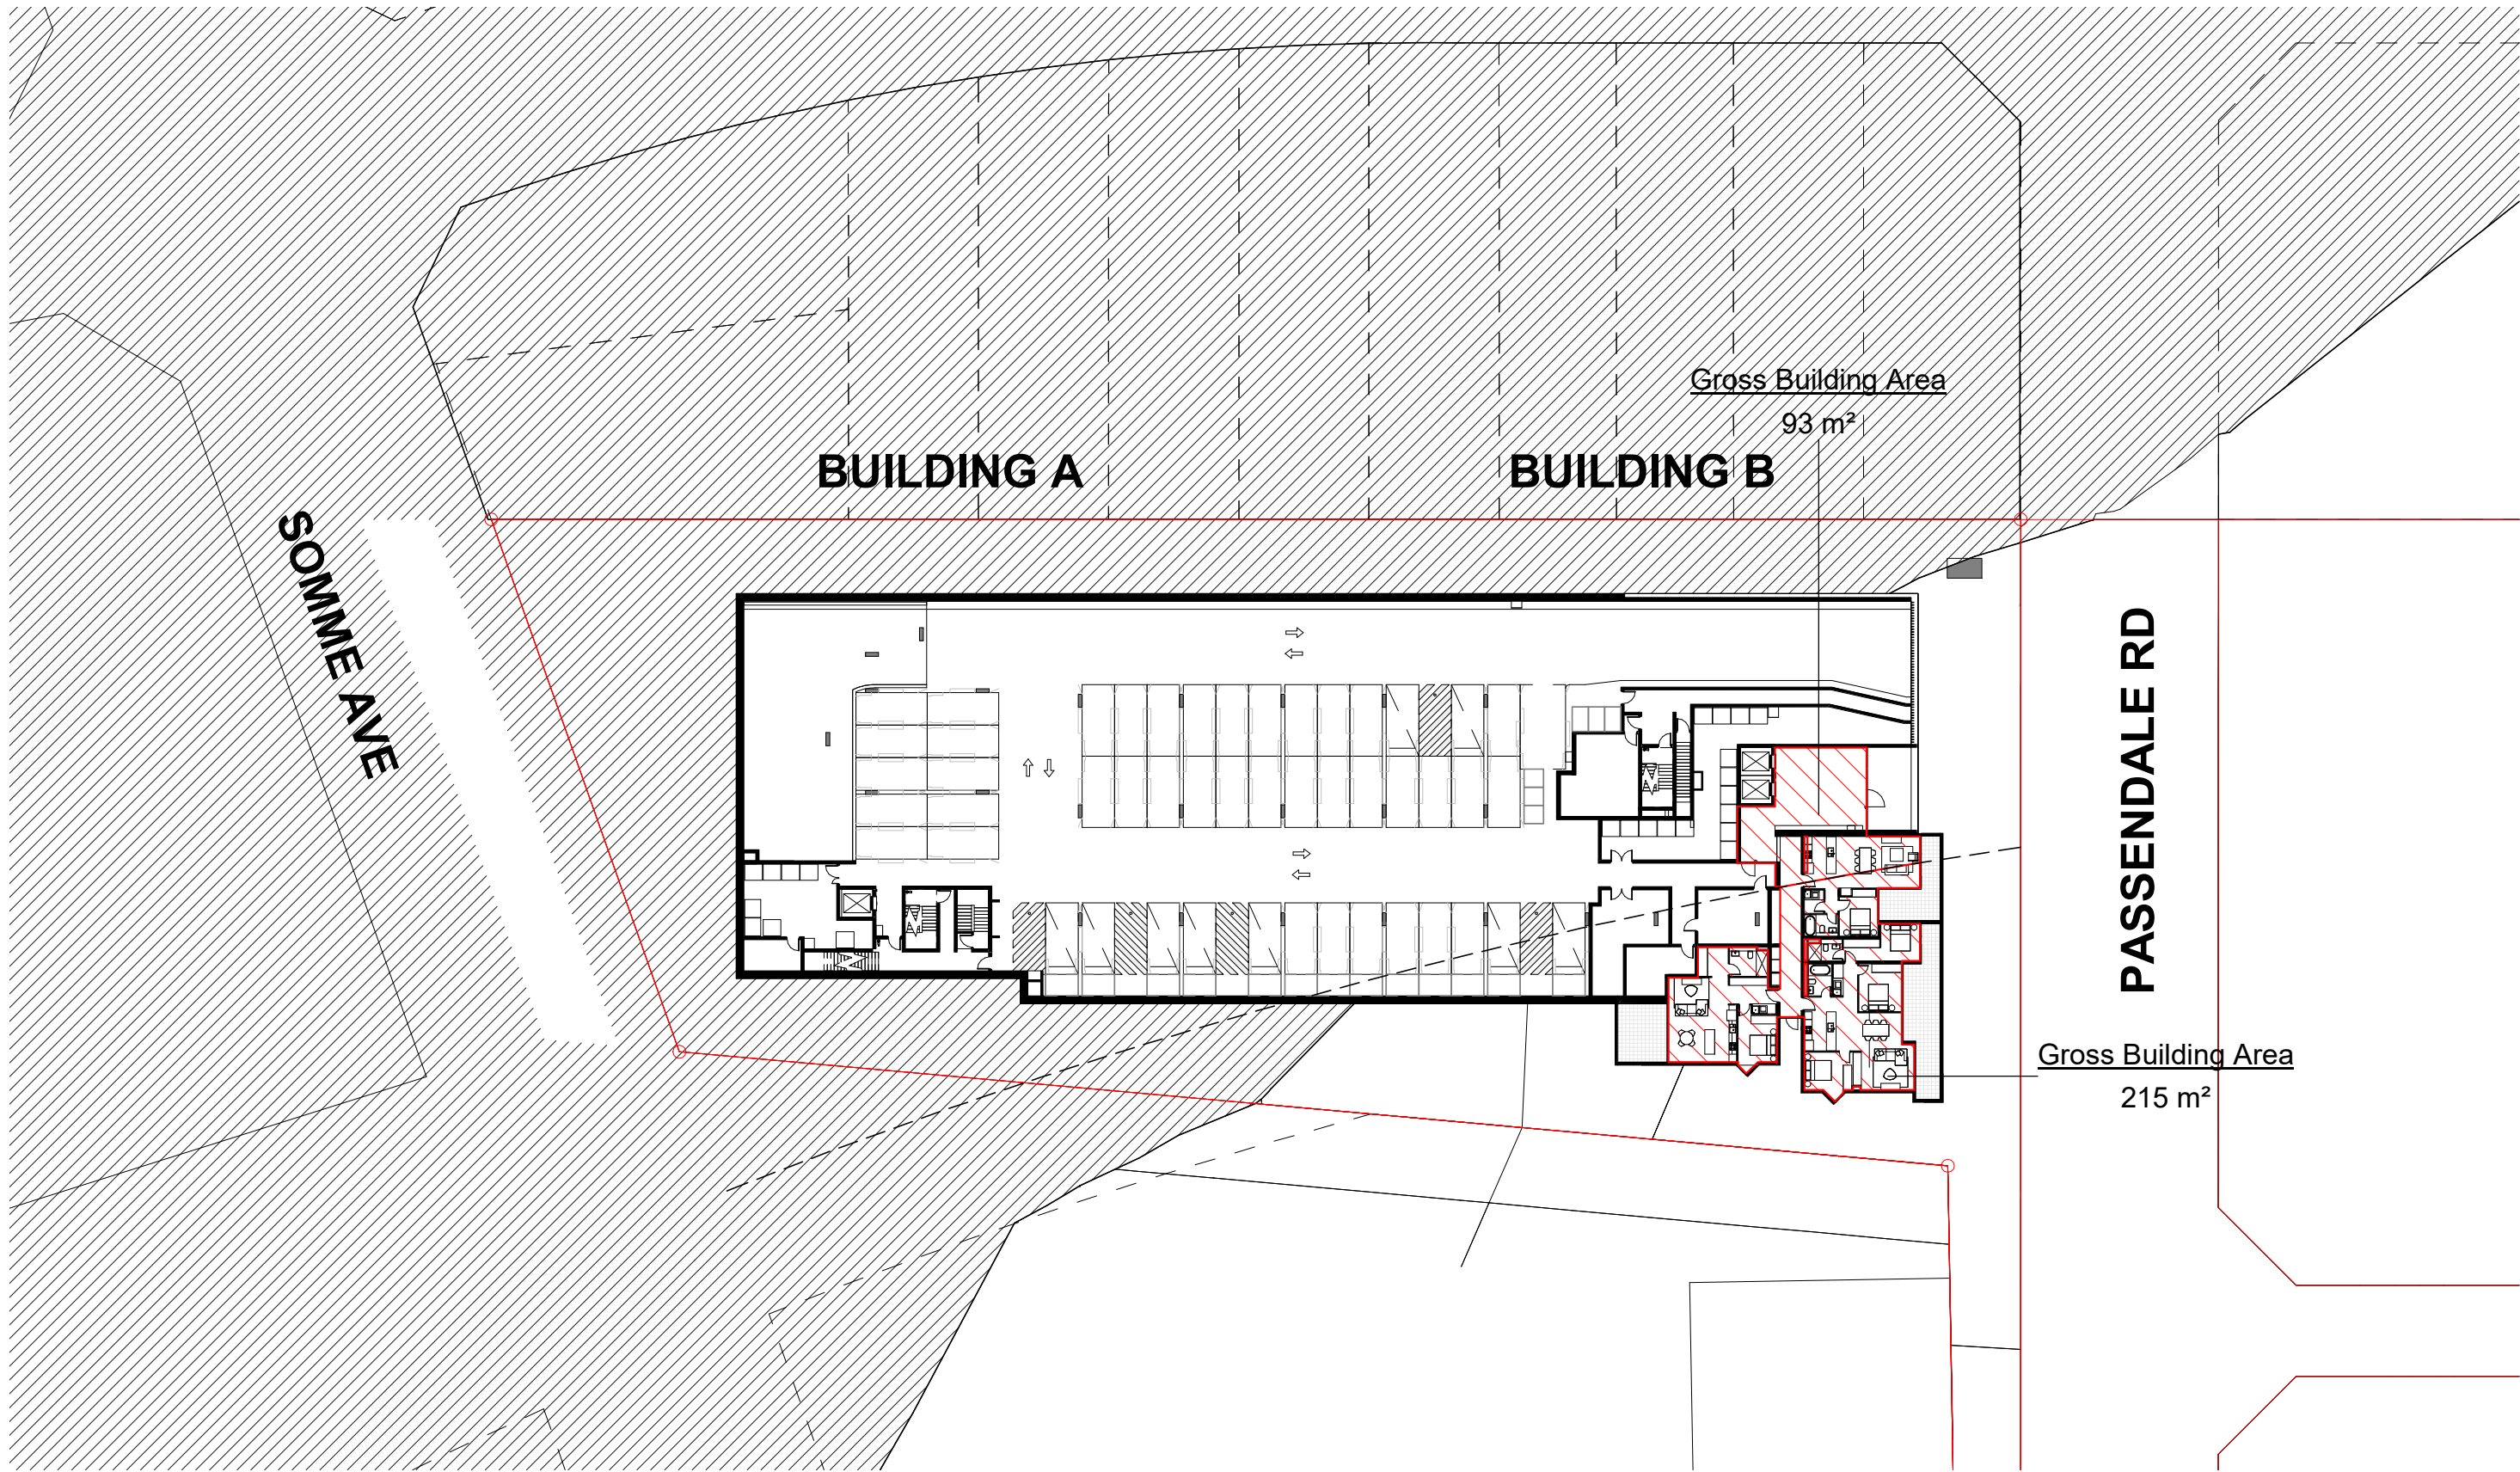 Gross Building Area
93 m²
BUILDING A
BUILDING B
SOMME AVE
PASSENDALE RD
Gross Building Area
215 m²